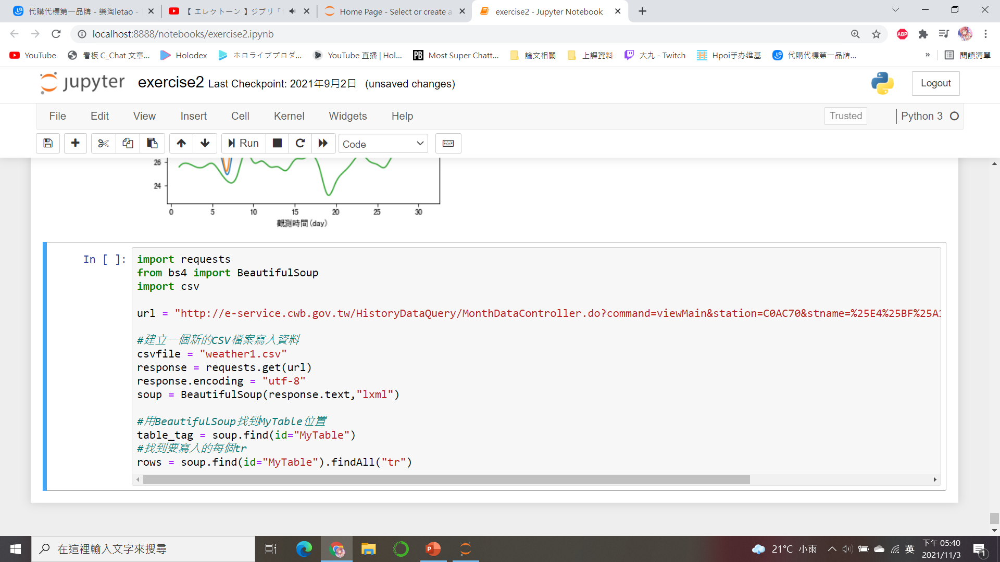 代購代標第一品牌 - 樂淘letao -
【 エレクトーン 】ジブリ「
Home Page - Select or create a
exercise2 - Jupyter Notebook
localhost:8888/notebooks/exercise2.ipynb
ABP
YouTube
看板 C_Chat 文章...
Holodex
ホロライブプロダ...
YouTube 直播 | Hol...
PB
Most Super Chatt...
論文相關
上課資料
大丸 - Twitch
Hpoi手办维基
代購代標第一品牌...
»
閱讀清單
jupyter exercise2 Last Checkpoint: 2021年9月2日 (unsaved changes)
Logout
File Edit View Insert Cell Kernel Widgets Help
Trusted
Python 3
Run
Code
26
24
0 5 10 15 20 25 30
觀測時間(day)
In [ ]:
import requests
from bs4 import BeautifulSoup
import csv
url = "http://e-service.cwb.gov.tw/HistoryDataQuery/MonthDataController.do?command=viewMain&station=C0AC70&stname=%25E4%25BF%25A1
#建立一個新的CSV檔案寫入資料
csvfile = "weather1.csv"
response = requests.get(url)
response.encoding = "utf-8"
soup = BeautifulSoup(response.text,"lxml")
#用BeautifulSoup找到MyTable位置
table_tag = soup.find(id="MyTable")
#找到要寫入的每個tr
rows = soup.find(id="MyTable").findAll("tr")
在這裡輸入文字來搜尋
21°C 小雨
英
下午 05:40
2021/11/3
1